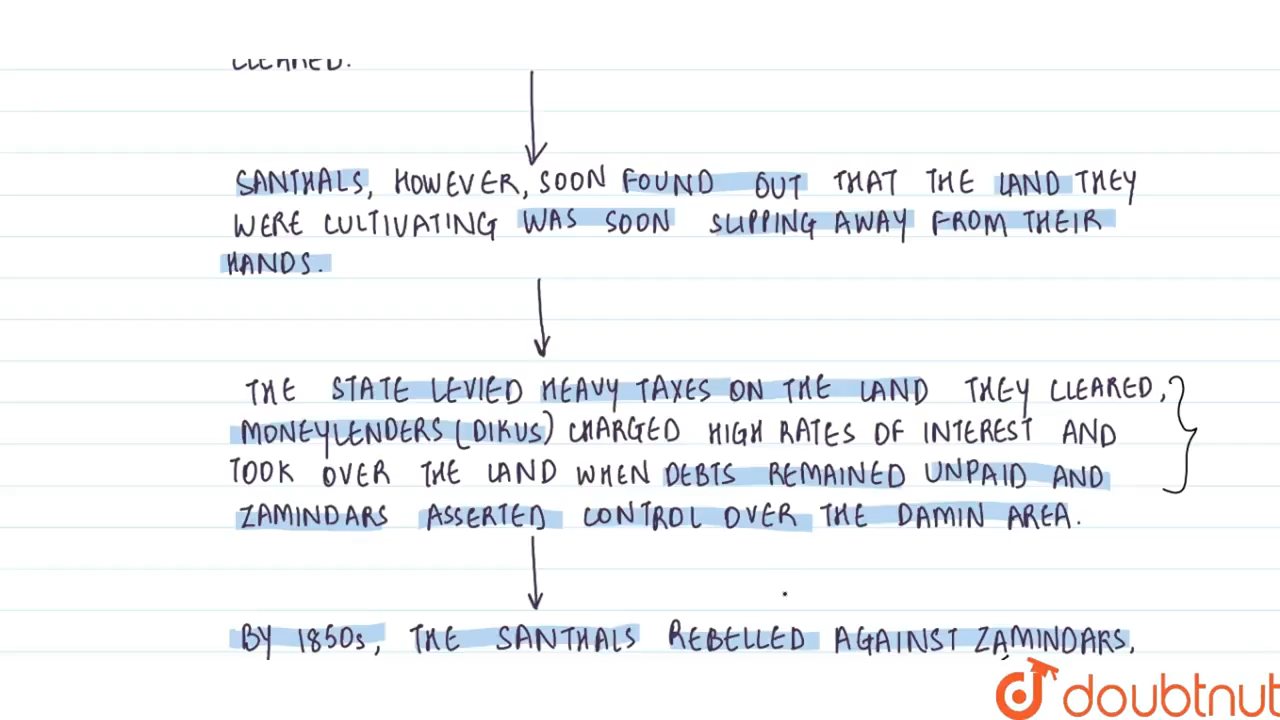 CLEARED.
SANTHALS, HOWEVER, SOON FOUND OUT THAT THE LAND THEY
WERE CULTIVATING WAS SOON SLIPPING AWAY FROM THEIR
HANDS.
THE STATE LEVIED HEAVY TAXES ON THE LAND THEY CLEARED,
MONEYLENDERS (DIKUS) CHARGED HIGH RATES OF INTEREST AND
TOOK OVER THE LAND WHEN DEBTS REMAINED UNPAID AND
ZAMINDARS ASSERTED CONTROL OVER THE DAMIN AREA.
BY 1850s, THE SANTHALS REBELLED AGAINST ZAMINDARS,
doubtnut